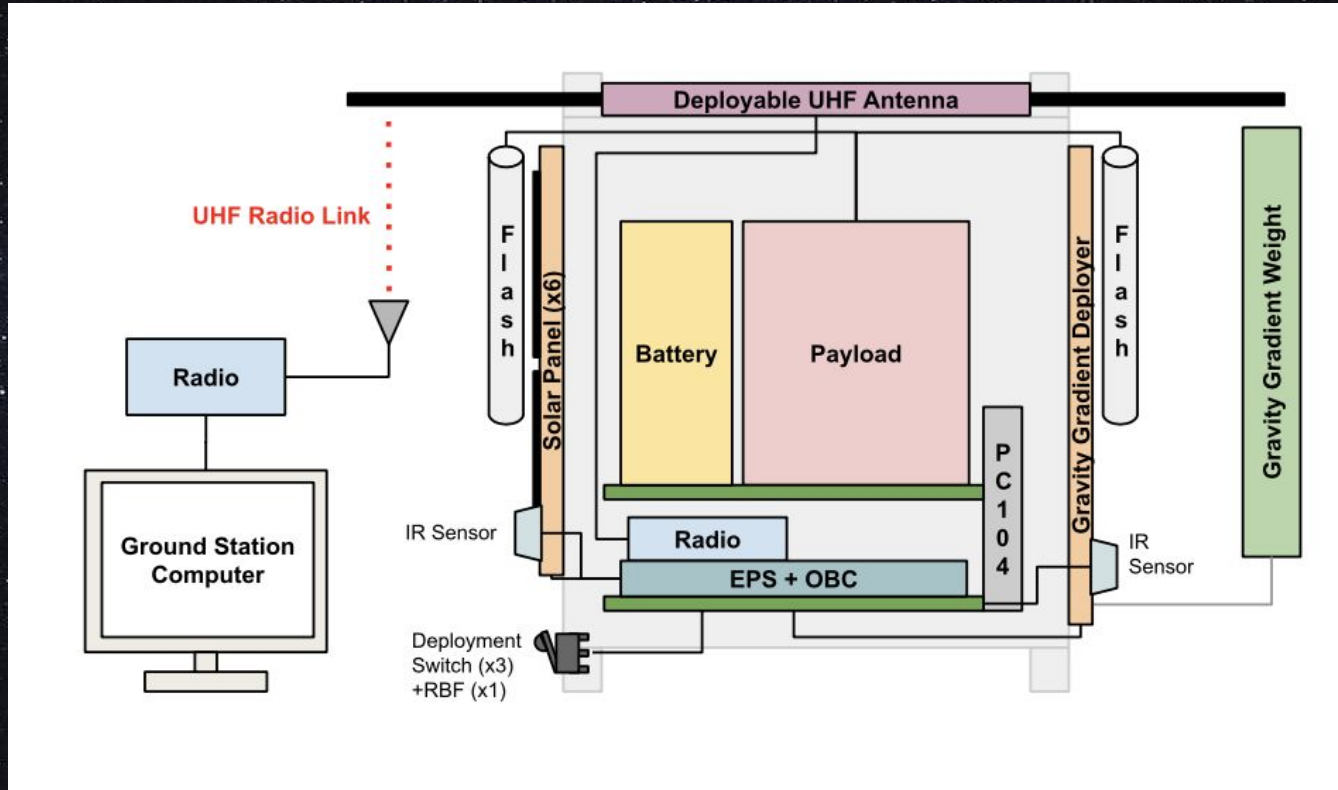 Deployable UHF Antenna
UHF Radio Link
Flash
Solar Panel (x6)
Battery
Payload
Gravity Gradient Deployer
Flash
Gravity Gradient Weight
Radio
PC104
Ground Station
Computer
IR Sensor
Radio
EPS + OBC
IR
Sensor
Deployment
Switch (x3)
+RBF (x1)